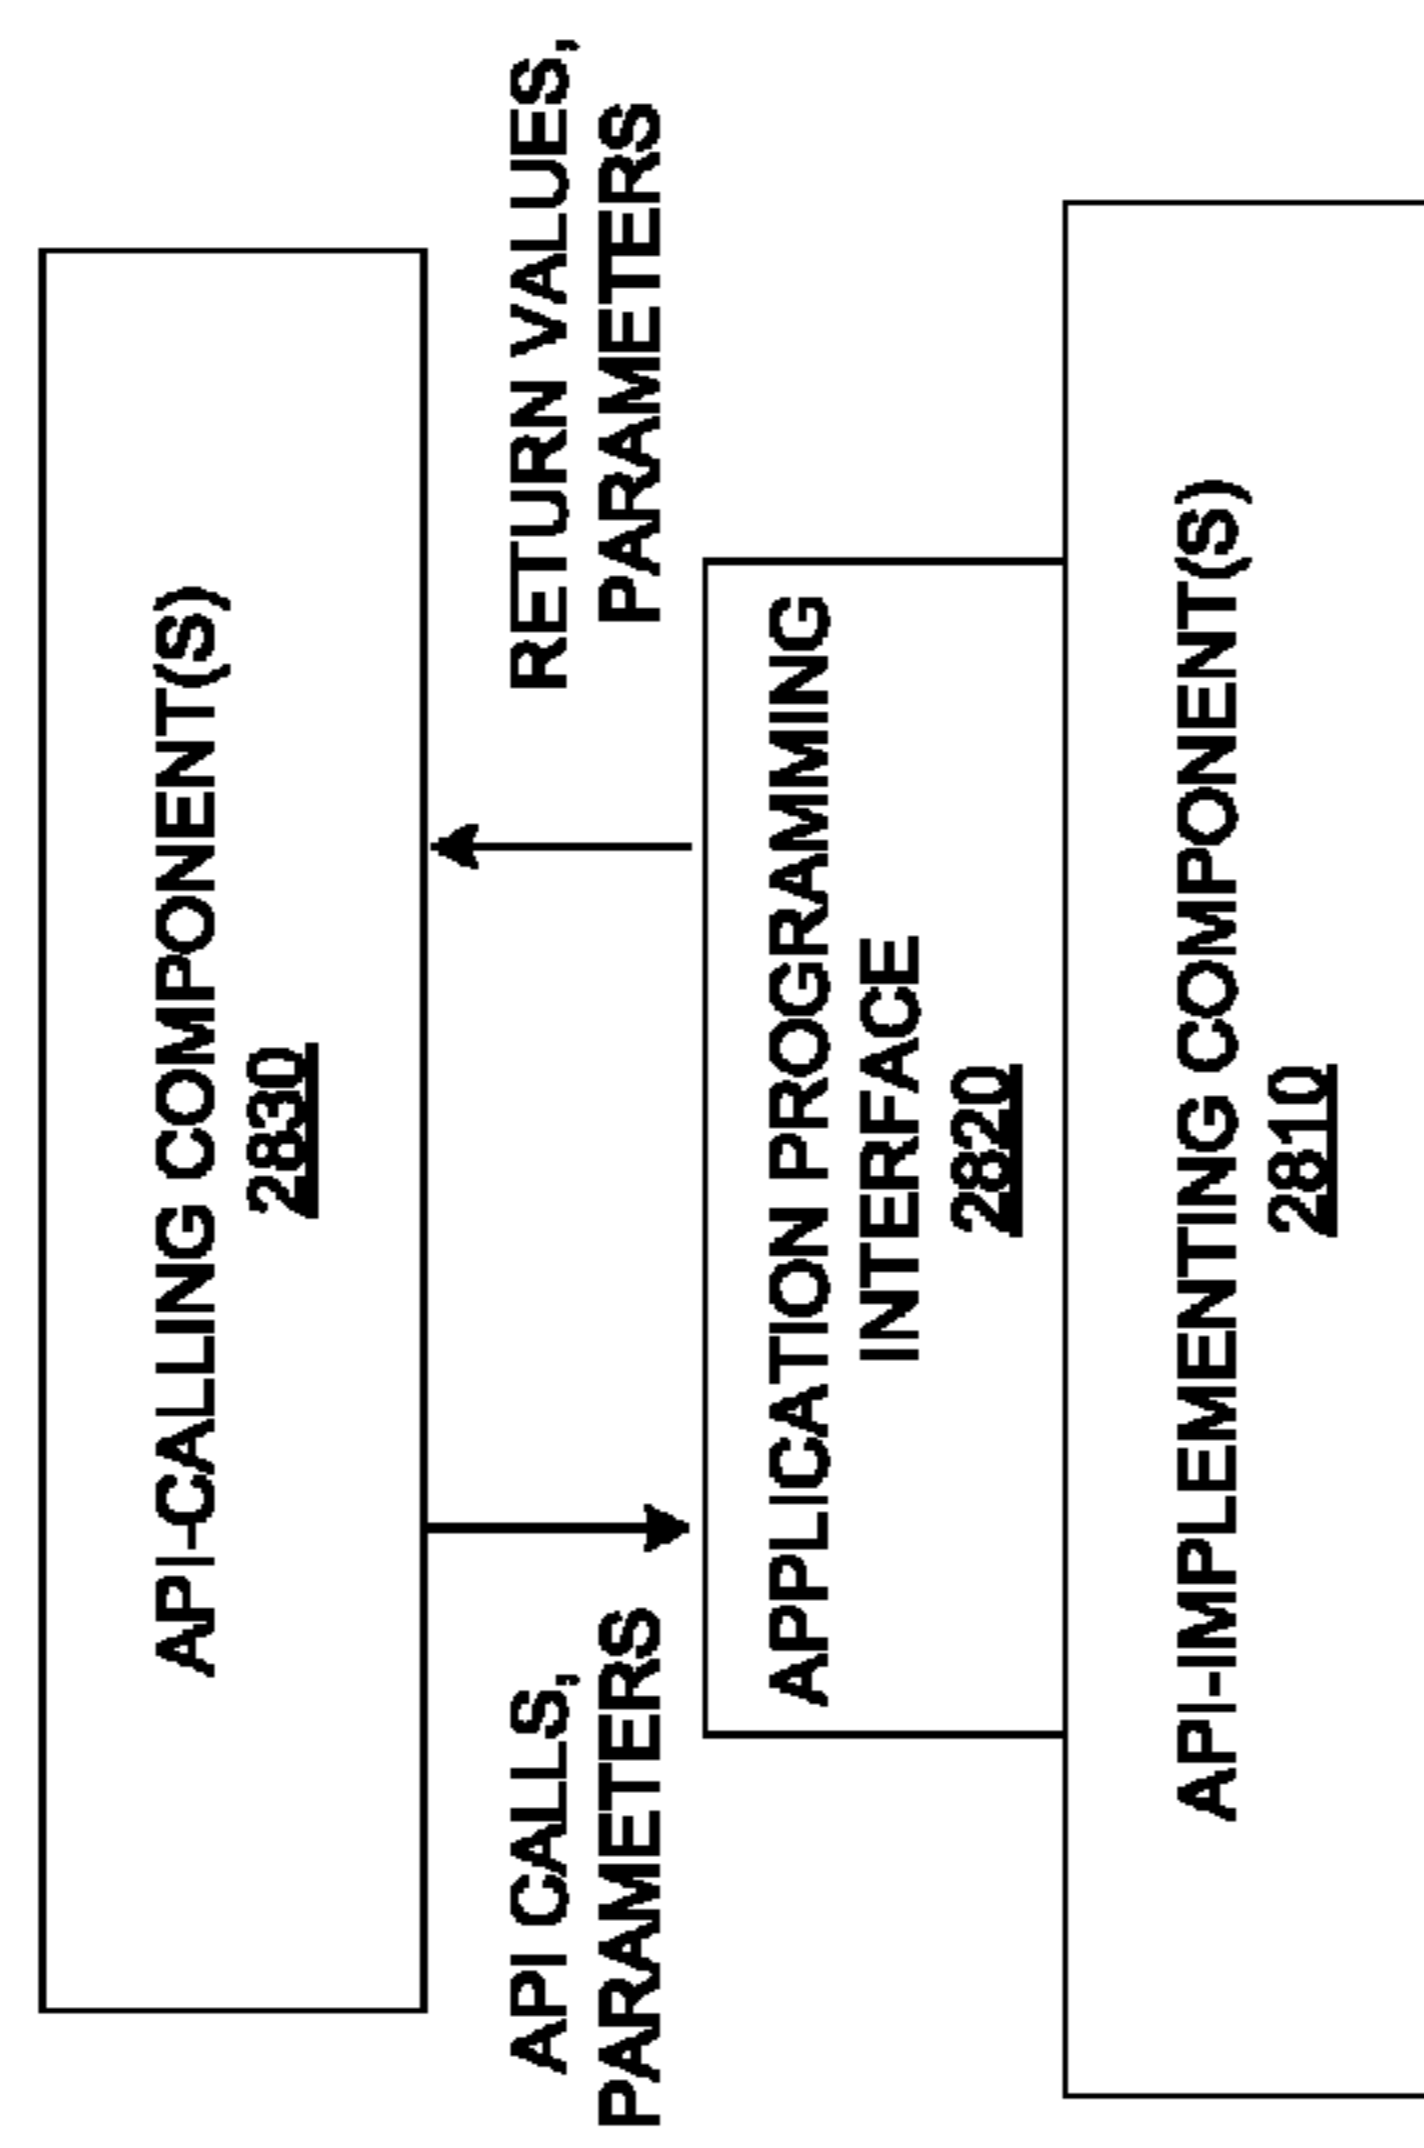 API-CALLING COMPONENT(S)
2830
API CALLS,
PARAMETERS
RETURN VALUES,
PARAMETERS
APPLICATION PROGRAMMING
INTERFACE
2820
API-IMPLEMENTING COMPONENT(S)
2810